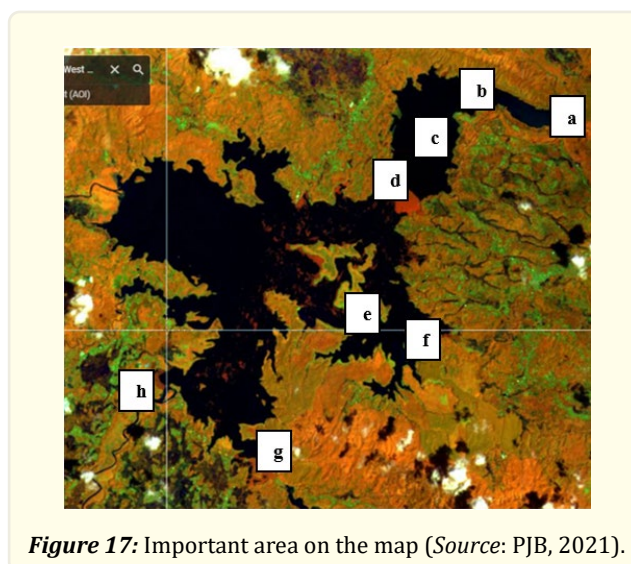 West ..
t (AOI)
b
a
c
d
e
f
h
g
Figure 17: Important area on the map (Source: PJB, 2021).